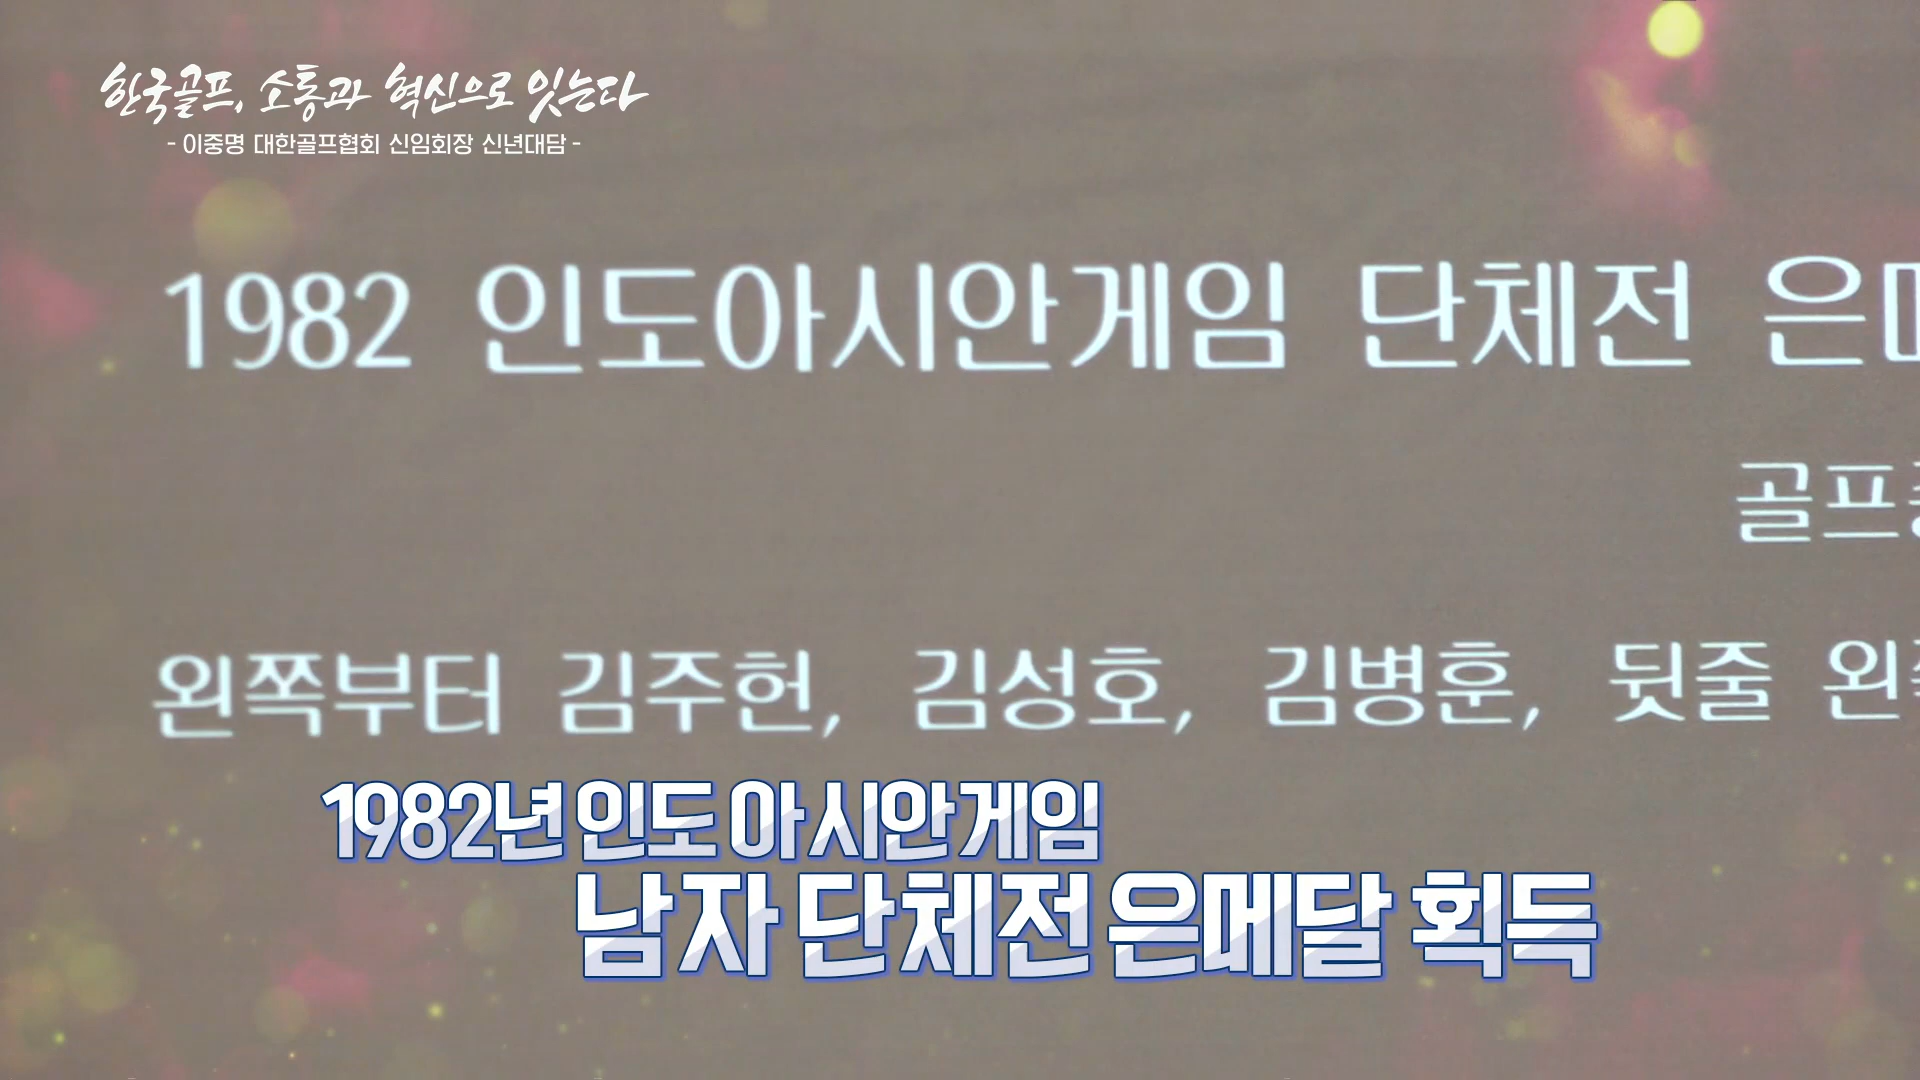 한국골프, 소통과 혁신으로 잇는다
- 이중명 대한골프협회 신임회장 신년대담 -
1982 인도아시안게임 단체전
골프
왼쪽부터 김주헌, 김성호, 김병훈, 뒷줄
1982년 인도 아시안게임
남자 단체전 은메달 획득